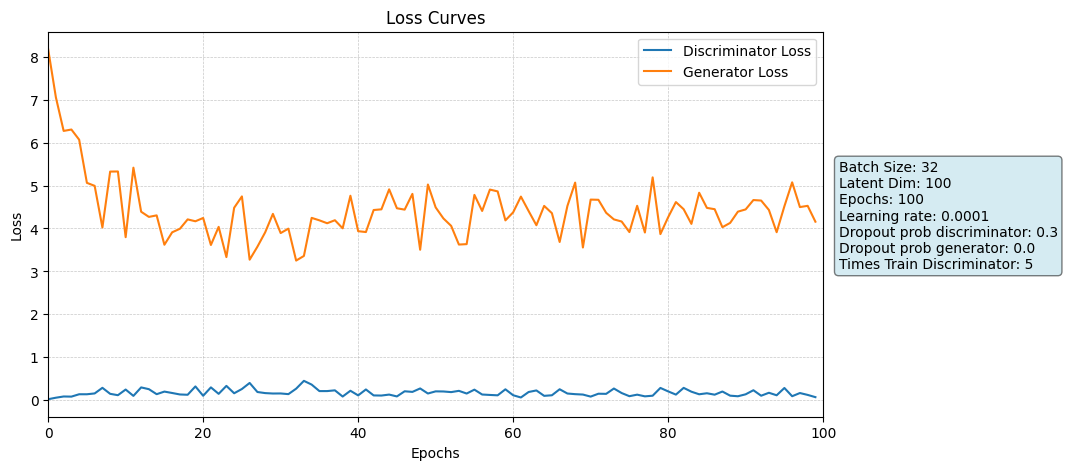 Loss Curves
Discriminator Loss
Generator Loss
8
7
6
5
4
3
2
1
0
Loss
0 20 40 60 80 100
Epochs
Batch Size: 32
Latent Dim: 100
Epochs: 100
Learning rate: 0.0001
Dropout prob discriminator: 0.3
Dropout prob generator: 0.0
Times Train Discriminator: 5